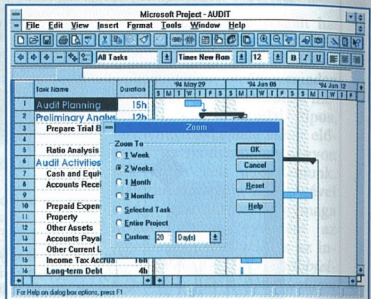 Microsoft Project - AUDIT
File Edit View Insert Format Tools Window Help
All Tasks Times New Rom 12 B I U
Task Name Duration '94 May 29 '94 Jun 05 '94 Jun 12
S M T W T F S S M T W T F S S M T W T
1 Audit Planning 15h
2 Preliminary Analys 12h
3 Prepare Trial B
4
5 Ratio Analysis
6 Audit Activities
7 Cash and Equiv
8 Accounts Recei
9
10 Prepaid Expen
11 Property
12 Other Assets
13 Accounts Payal
14 Other Current L
15 Income Tax Accrua 16h
16 Long-term Debt 4h
Zoom
Zoom To
1 Week
2 Weeks
1 Month
3 Months
Selected Task
Entire Project
Custom: 20 Day(s)
OK
Cancel
Reset
Help
For Help on dialog box options, press F1